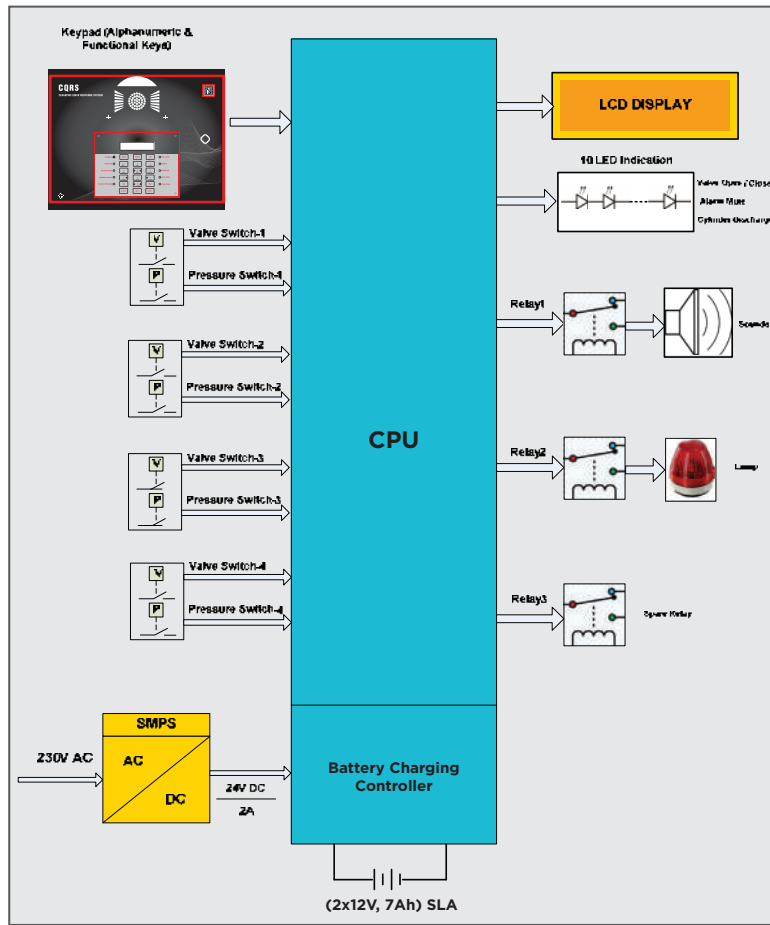 Keypad (Alphanumeric &
Functional Keys)
CQRS
LCD DISPLAY
10 LED Indication
Valve Open / Close
Alarm Mute
Cylinder Discharge
V
Valve Switch-1
P
Pressure Switch-1
Relay1
Sounde
V
Valve Switch-2
P
Pressure Switch-2
CPU
V
Valve Switch-3
P
Pressure Switch-3
Relay2
Lamp
V
Valve Switch-4
P
Pressure Switch-4
Relay3
Spare Relay
SMPS
230V AC
AC
DC
24V DC
2A
Battery Charging
Controller
(2x12V, 7Ah) SLA